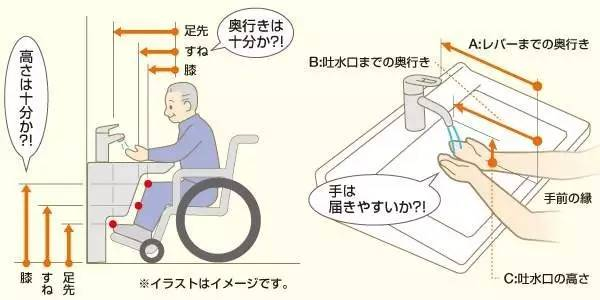 足先
すね
膝
奥行きは
十分か?!
高さは十分か?!
膝
すね
足先
※イラストはイメージです。
A:レバーまでの奥行き
B:吐水口までの奥行き
手前の縁
手は
届きやすいか?!
C:吐水口の高さ